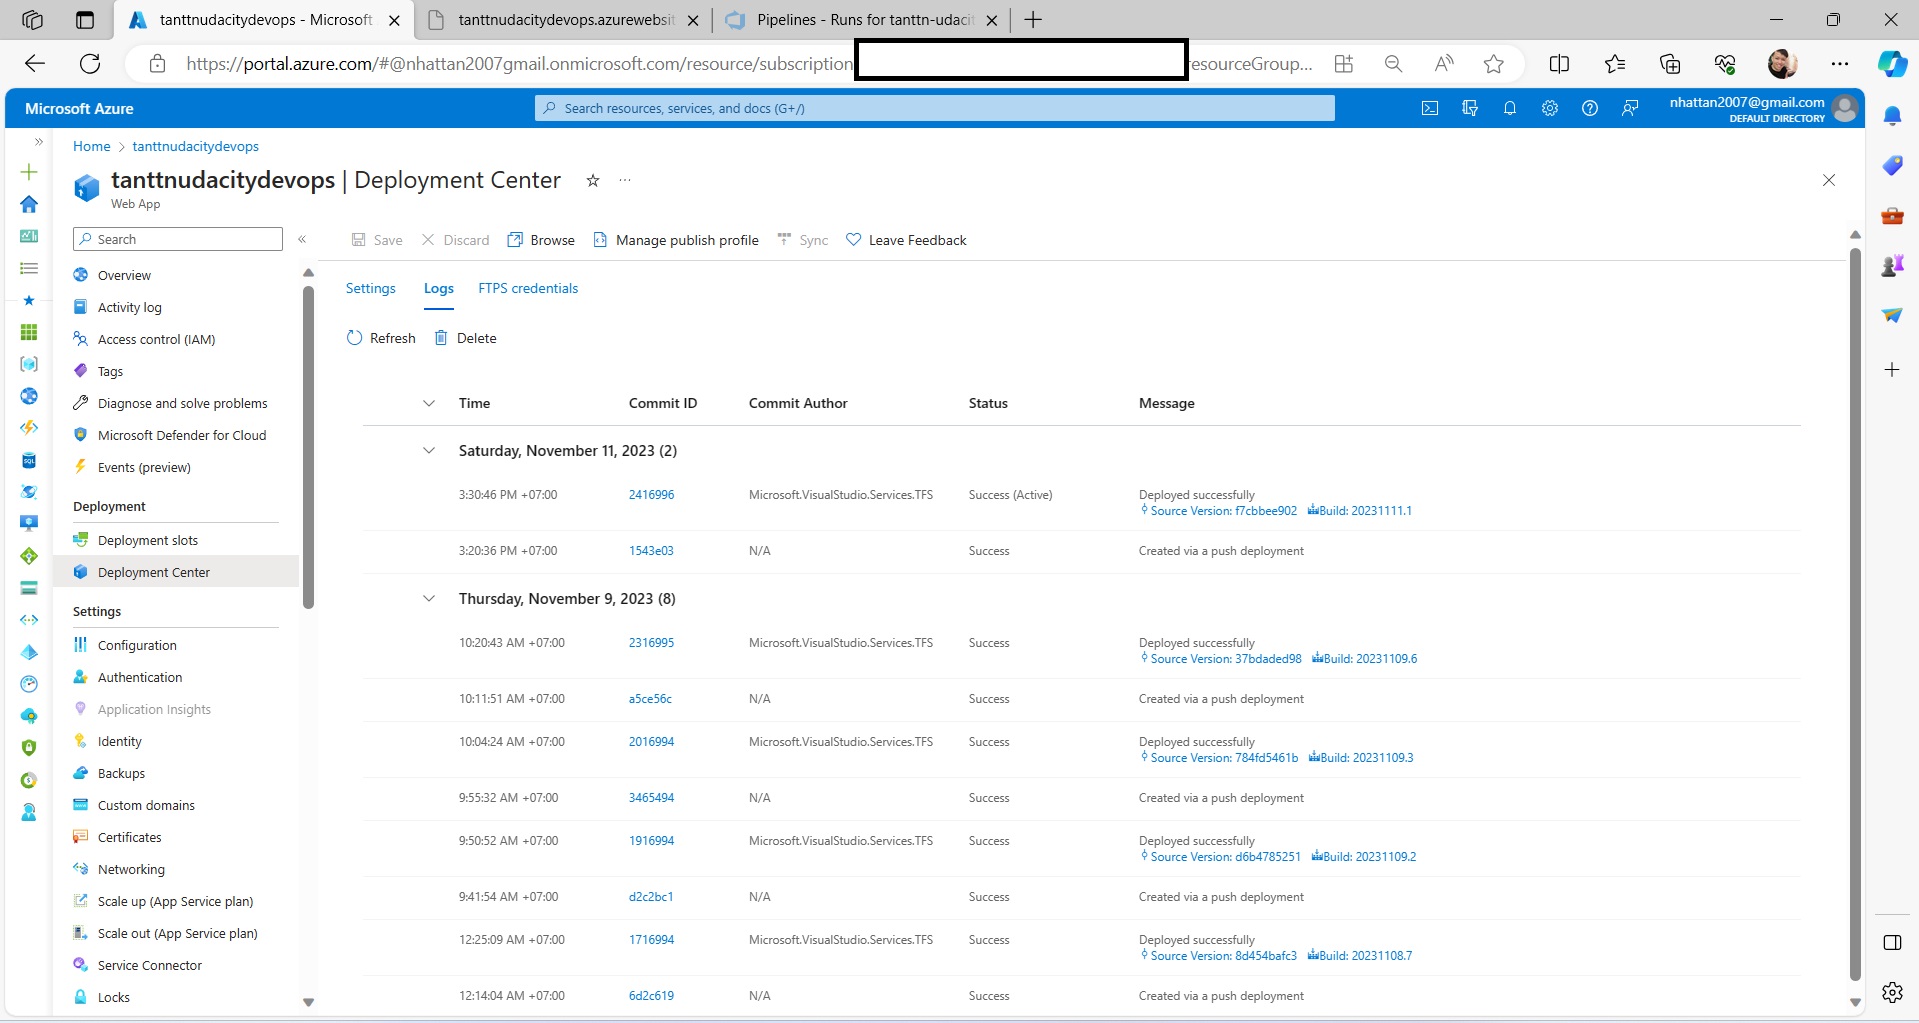 tanttnudacitydevops - Microsoft
tanttnudacitydevops.azurewebsit
Pipelines - Runs for tanttn-udacit
https://portal.azure.com/#@nhattan2007gmail.onmicrosoft.com/resource/subscription esourceGroup...
Microsoft Azure
Search resources, services, and docs (G+/)
nhattan2007@gmail.com
DEFAULT DIRECTORY
Home > tanttnudacitydevops
tanttnudacitydevops | Deployment Center
Web App
Search
Save Discard Browse Manage publish profile Sync Leave Feedback
Overview
Activity log
Access control (IAM)
Tags
Diagnose and solve problems
Microsoft Defender for Cloud
Events (preview)
Deployment
Deployment slots
Deployment Center
Settings
Configuration
Authentication
Application Insights
Identity
Backups
Custom domains
Certificates
Networking
Scale up (App Service plan)
Scale out (App Service plan)
Service Connector
Locks
Settings Logs FTPS credentials
Refresh Delete
Time Commit ID Commit Author Status Message
Saturday, November 11, 2023 (2)
3:30:46 PM +07:00 2416996 Microsoft.VisualStudio.Services.TFS Success (Active) Deployed successfully
Source Version: f7cbbee902 Build: 20231111.1
3:20:36 PM +07:00 1543e03 N/A Success Created via a push deployment
Thursday, November 9, 2023 (8)
10:20:43 AM +07:00 2316995 Microsoft.VisualStudio.Services.TFS Success Deployed successfully
Source Version: 37bdaded98 Build: 20231109.6
10:11:51 AM +07:00 a5ce56c N/A Success Created via a push deployment
10:04:24 AM +07:00 2016994 Microsoft.VisualStudio.Services.TFS Success Deployed successfully
Source Version: 784fd5461b Build: 20231109.3
9:55:32 AM +07:00 3465494 N/A Success Created via a push deployment
9:50:52 AM +07:00 1916994 Microsoft.VisualStudio.Services.TFS Success Deployed successfully
Source Version: d6b4785251 Build: 20231109.2
9:41:54 AM +07:00 d2c2bc1 N/A Success Created via a push deployment
12:25:09 AM +07:00 1716994 Microsoft.VisualStudio.Services.TFS Success Deployed successfully
Source Version: 8d454bafc3 Build: 20231108.7
12:14:04 AM +07:00 6d2c619 N/A Success Created via a push deployment